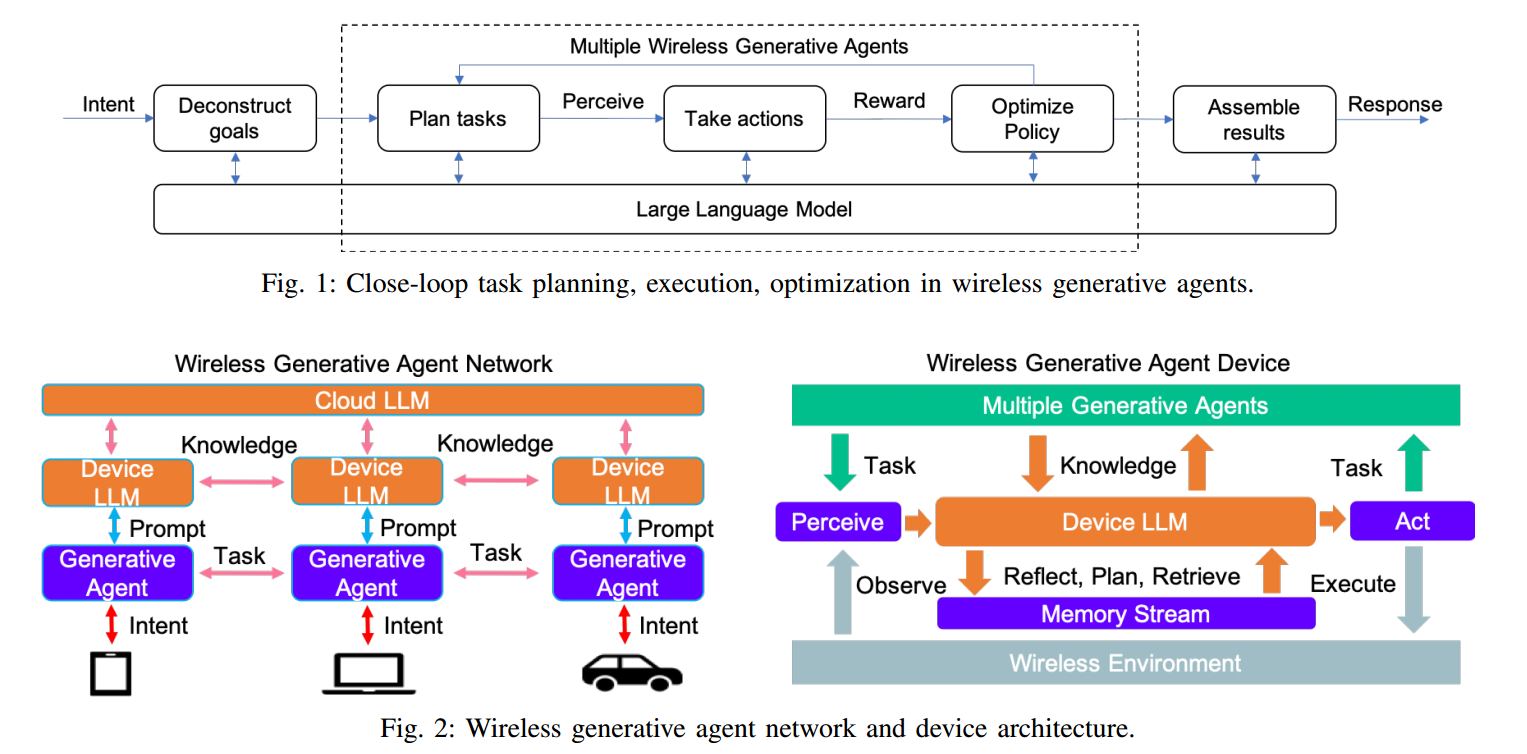 Multiple Wireless Generative Agents
Intent
Deconstruct
goals
Plan tasks
Perceive
Take actions
Reward
Optimize
Policy
Assemble
results
Response
Large Language Model
Fig. 1: Close-loop task planning, execution, optimization in wireless generative agents.
Wireless Generative Agent Network
Cloud LLM
Knowledge
Knowledge
Device
LLM
Device
LLM
Device
LLM
Prompt
Prompt
Prompt
Generative
Agent
Task
Generative
Agent
Task
Generative
Agent
Intent
Intent
Intent
Wireless Generative Agent Device
Multiple Generative Agents
Task
Knowledge
Task
Perceive
Device LLM
Act
Observe
Reflect, Plan, Retrieve
Execute
Memory Stream
Wireless Environment
Fig. 2: Wireless generative agent network and device architecture.